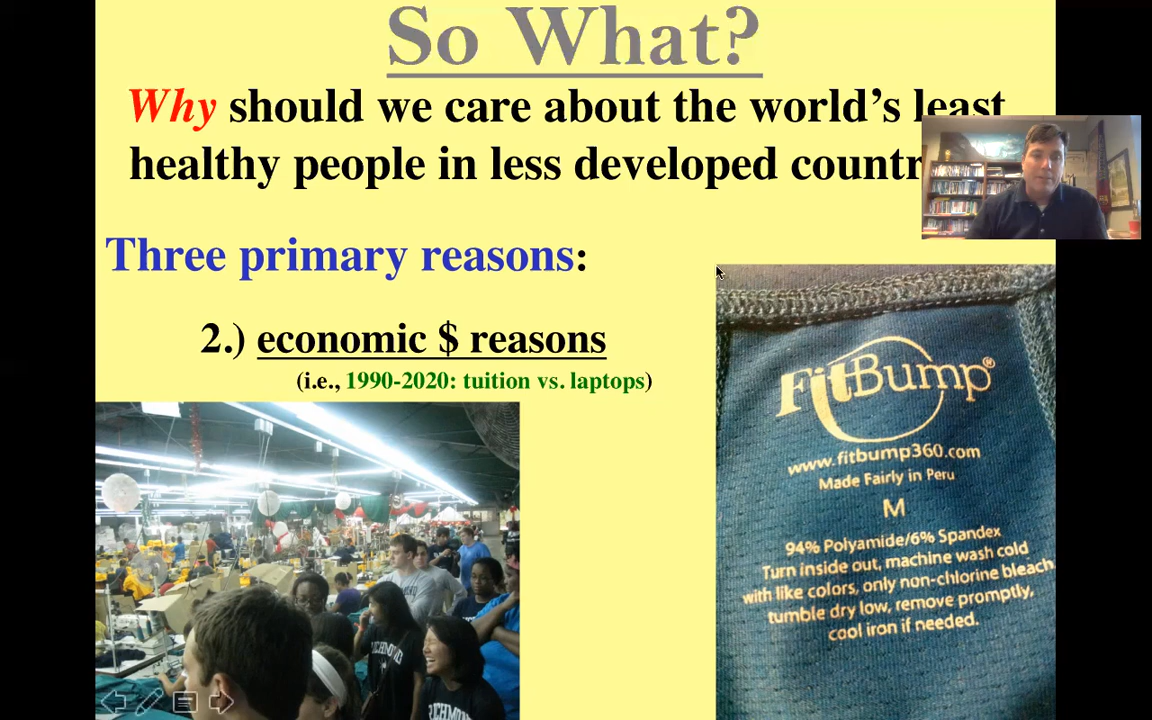 So What?
Why should we care about the world's least
healthy people in less developed countr
Three primary reasons:
2.) economic $ reasons
(i.e., 1990-2020: tuition vs. laptops)
FitBump®
www.fitbump360.com
Made Fairly in Peru
M
94% Polyamide/6% Spandex
Turn inside out, machine wash cold
with like colors, only non-chlorine bleach
tumble dry low, remove promptly,
cool iron if needed.
RICHMOND
RICHMOND